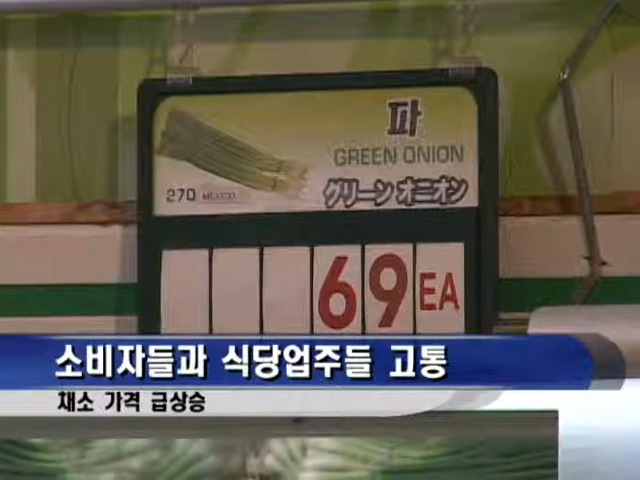 파
GREEN ONION
270 MEXICO
グリーン オニオン
69 EA
소비자들과 식당업주들 고통
채소 가격 급상승